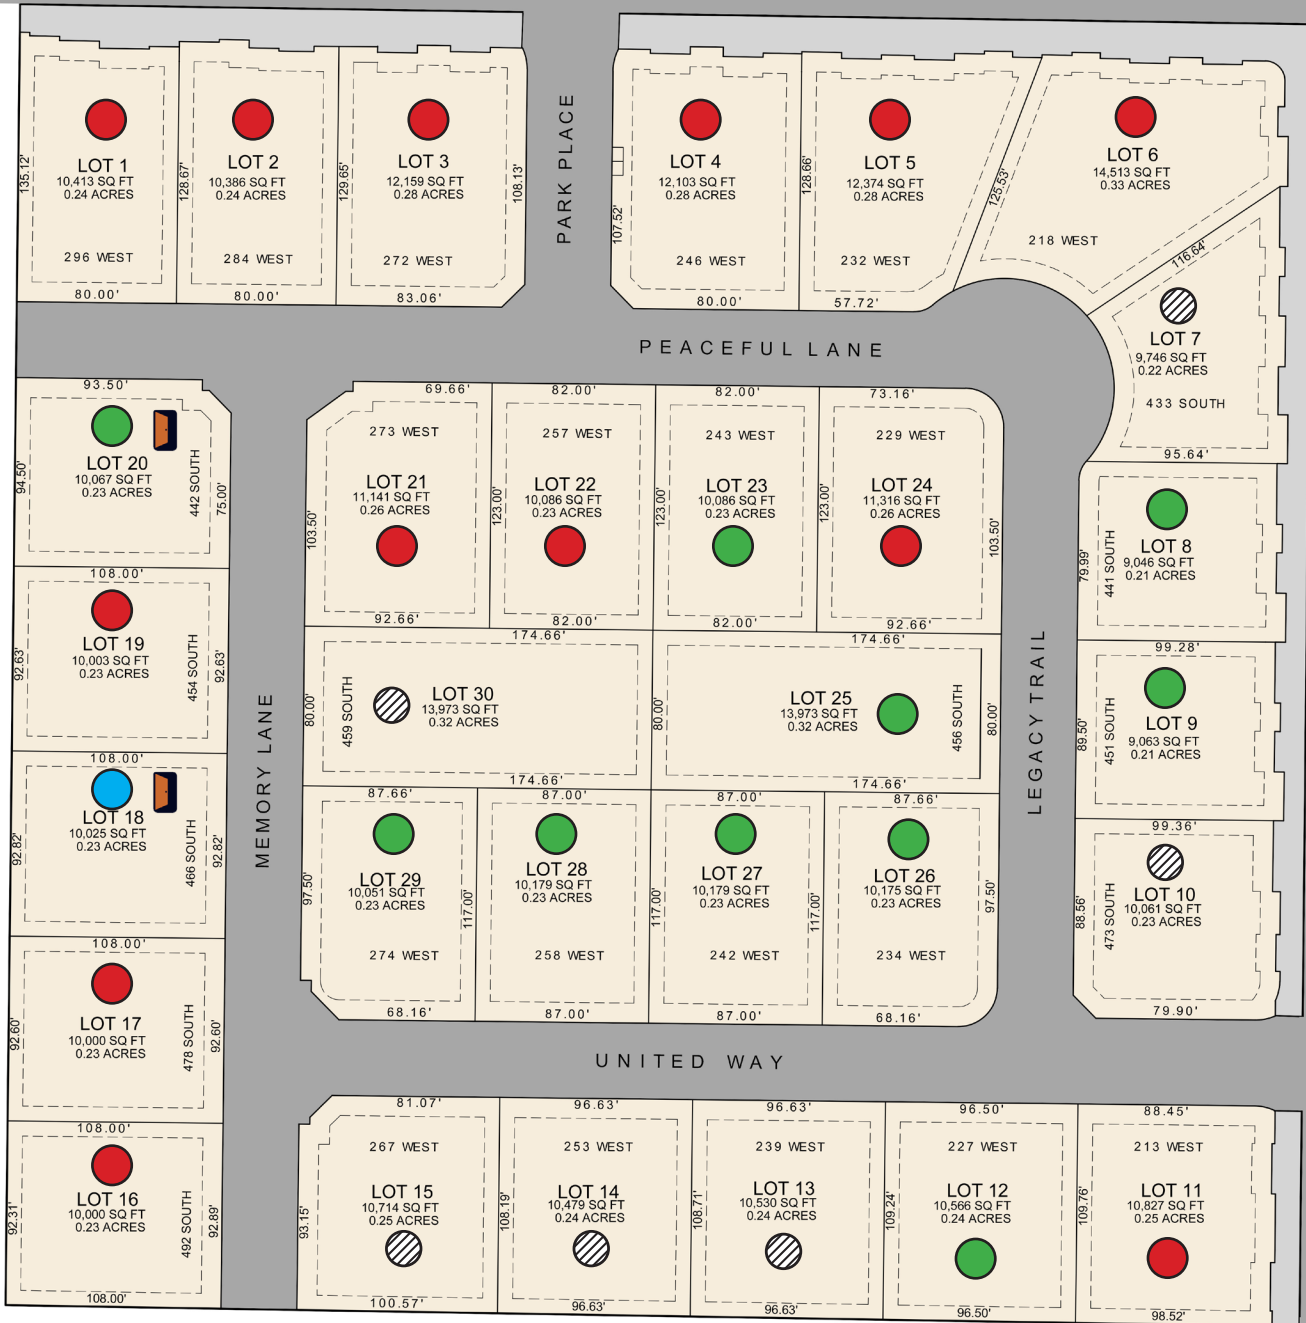 LOT 1
10,413 SQ FT
0.24 ACRES
135.12'
296 WEST
80.00'
LOT 2
10,386 SQ FT
0.24 ACRES
128.67'
284 WEST
80.00'
LOT 3
12,159 SQ FT
0.28 ACRES
129.65'
108.13'
272 WEST
83.06'
PARK PLACE
LOT 4
12,103 SQ FT
0.28 ACRES
107.52'
246 WEST
80.00'
LOT 5
12,374 SQ FT
0.28 ACRES
128.66'
232 WEST
57.72'
LOT 6
14,513 SQ FT
0.33 ACRES
125.53'
218 WEST
116.64'
LOT 7
9,746 SQ FT
0.22 ACRES
433 SOUTH
95.64'
PEACEFUL LANE
93.50'
LOT 20
10,067 SQ FT
0.23 ACRES
94.50'
442 SOUTH
75.00'
69.66'
273 WEST
LOT 21
11,141 SQ FT
0.26 ACRES
103.50'
92.66'
82.00'
257 WEST
LOT 22
10,086 SQ FT
0.23 ACRES
123.00'
82.00'
82.00'
243 WEST
LOT 23
10,086 SQ FT
0.23 ACRES
123.00'
82.00'
73.16'
229 WEST
LOT 24
11,316 SQ FT
0.26 ACRES
123.00'
103.50'
92.66'
LOT 8
9,046 SQ FT
0.21 ACRES
79.99'
441 SOUTH
99.28'
108.00'
LOT 19
10,003 SQ FT
0.23 ACRES
92.63'
454 SOUTH
92.63'
MEMORY LANE
174.66'
LOT 30
13,973 SQ FT
0.32 ACRES
80.00'
459 SOUTH
174.66'
174.66'
LOT 25
13,973 SQ FT
0.32 ACRES
80.00'
456 SOUTH
80.00'
174.66'
LEGACY TRAIL
LOT 9
9,063 SQ FT
0.21 ACRES
89.50'
451 SOUTH
99.36'
108.00'
LOT 18
10,025 SQ FT
0.23 ACRES
92.82'
466 SOUTH
92.82'
87.66'
LOT 29
10,051 SQ FT
0.23 ACRES
97.50'
117.00'
274 WEST
68.16'
87.00'
LOT 28
10,179 SQ FT
0.23 ACRES
258 WEST
87.00'
87.00'
LOT 27
10,179 SQ FT
0.23 ACRES
117.00'
117.00'
242 WEST
87.00'
87.66'
LOT 26
10,175 SQ FT
0.23 ACRES
97.50'
234 WEST
68.16'
LOT 10
10,061 SQ FT
0.23 ACRES
88.56'
473 SOUTH
79.90'
108.00'
LOT 17
10,000 SQ FT
0.23 ACRES
92.60'
478 SOUTH
92.60'
UNITED WAY
108.00'
LOT 16
10,000 SQ FT
0.23 ACRES
92.31'
492 SOUTH
92.89'
108.00'
81.07'
267 WEST
LOT 15
10,714 SQ FT
0.25 ACRES
93.15'
100.57'
96.63'
253 WEST
LOT 14
10,479 SQ FT
0.24 ACRES
108.19'
96.63'
96.63'
239 WEST
LOT 13
10,530 SQ FT
0.24 ACRES
108.71'
96.63'
96.50'
227 WEST
LOT 12
10,566 SQ FT
0.24 ACRES
109.24'
96.50'
88.45'
213 WEST
LOT 11
10,827 SQ FT
0.25 ACRES
109.76'
98.52'